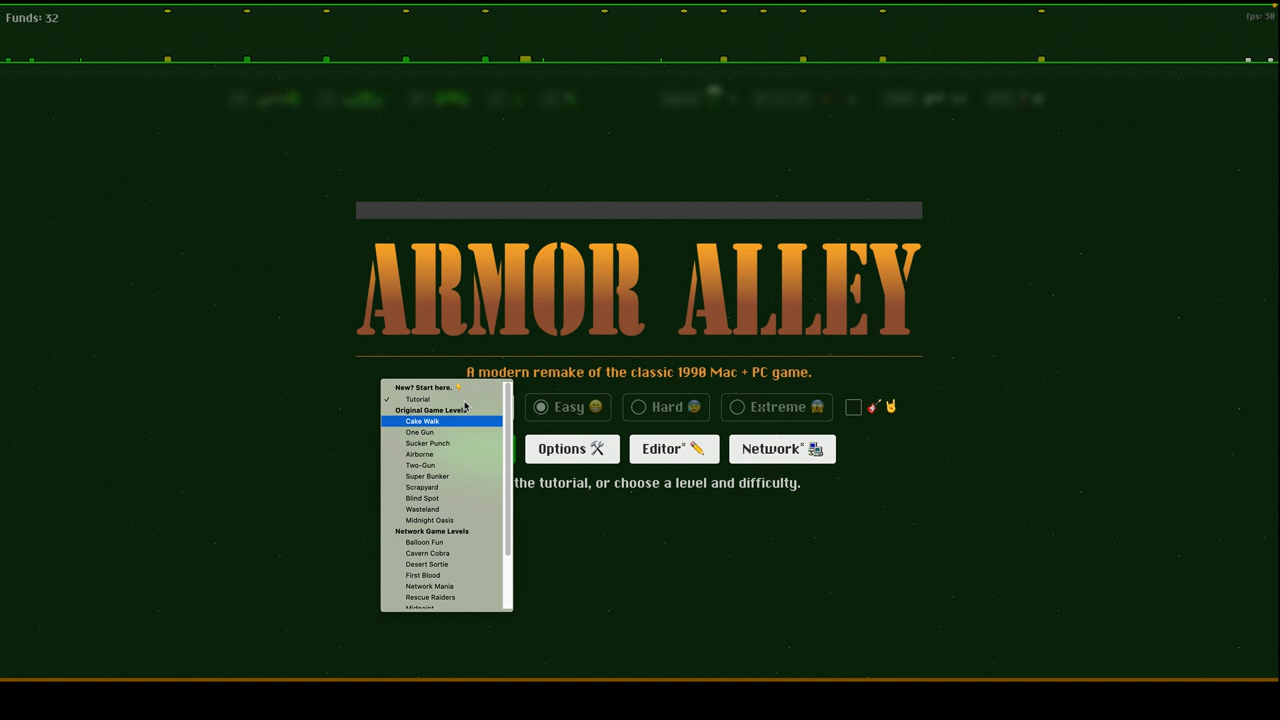 Funds: 32
fps: 30
ARMOR ALLEY
A modern remake of the classic 1990 Mac + PC game.
New? Start here. 👇
✓ Tutorial
Original Game Levels
Cake Walk
One Gun
Sucker Punch
Airborne
Two-Gun
Super Bunker
Scrapyard
Blind Spot
Wasteland
Midnight Oasis
Network Game Levels
Balloon Fun
Cavern Cobra
Desert Sortie
First Blood
Network Mania
Rescue Raiders
Midpoint
Easy 😁
Hard 😰
Extreme 😱
🎸 🤘
Options 🛠
Editor* ✏️
Network* 🖳
the tutorial, or choose a level and difficulty.